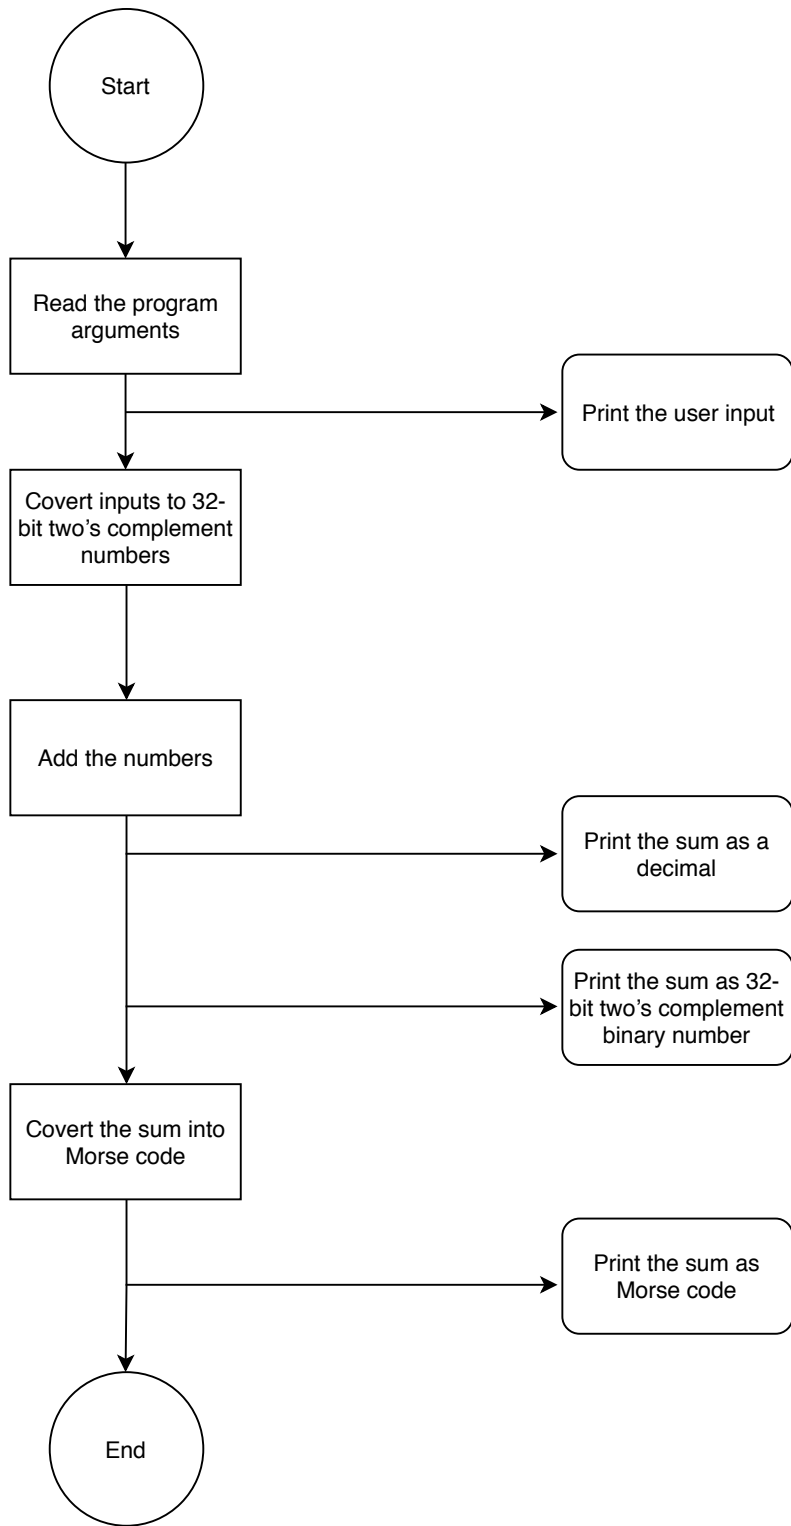 Start
Read the program
arguments
Print the user input
Covert inputs to 32-
bit two’s complement
numbers
Add the numbers
Print the sum as a
decimal
Print the sum as 32-
bit two’s complement
binary number
Covert the sum into
Morse code
Print the sum as
Morse code
End